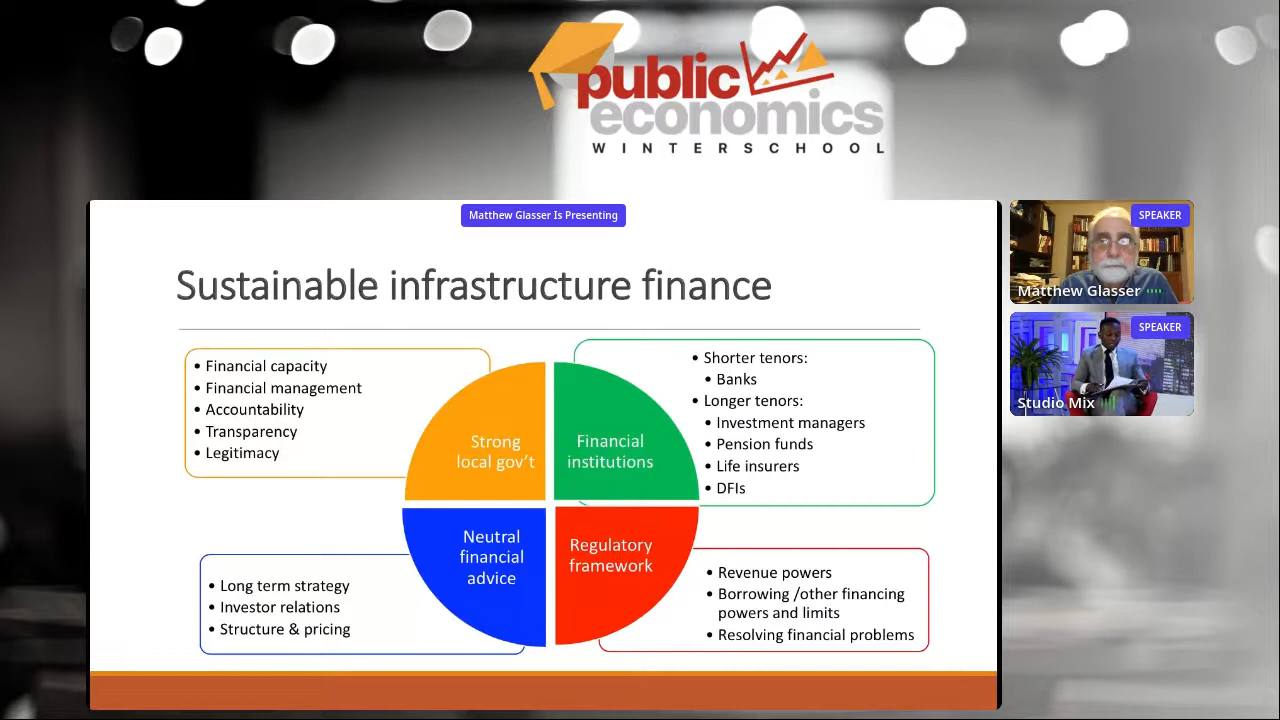 public
economics
WINTERSCHOOL
Matthew Glasser Is Presenting
Sustainable infrastructure finance
• Financial capacity
• Financial management
• Accountability
• Transparency
• Legitimacy
Strong
local gov't
Financial
institutions
• Shorter tenors:
• Banks
• Longer tenors:
• Investment managers
• Pension funds
• Life insurers
• DFIs
Neutral
financial
advice
Regulatory
framework
• Long term strategy
• Investor relations
• Structure & pricing
• Revenue powers
• Borrowing /other financing
powers and limits
• Resolving financial problems
SPEAKER
Matthew Glasser
SPEAKER
Studio Mix